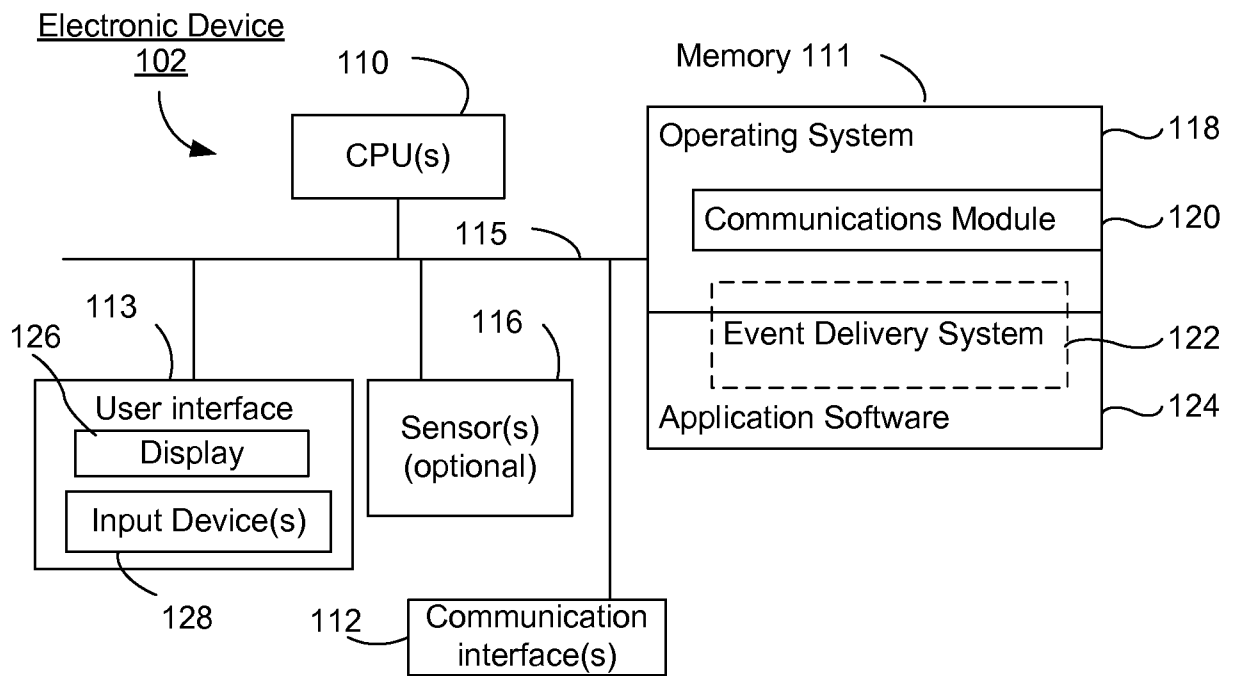 Electronic Device
102
110
Memory 111
CPU(s)
Operating System
118
Communications Module
120
115
113
126
116
Event Delivery System
122
User interface
Display
Sensor(s)
(optional)
Application Software
124
Input Device(s)
128
112
Communication
interface(s)